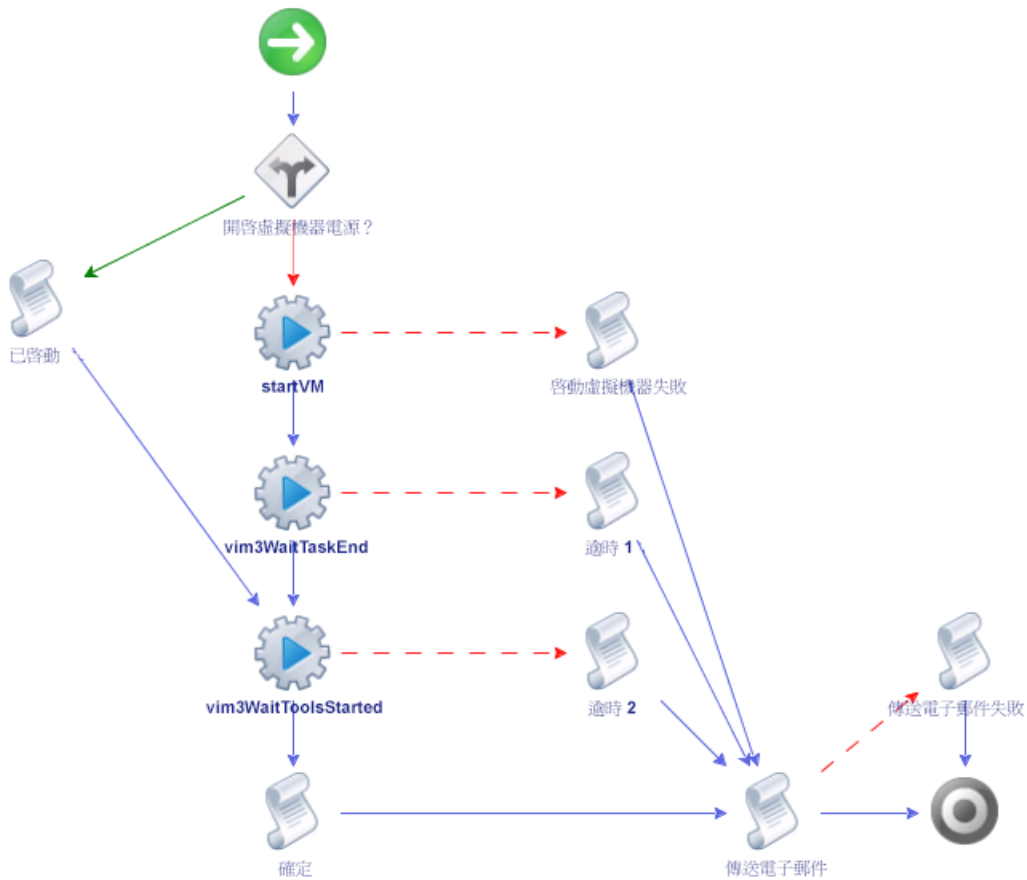 開啓虛擬機器電源？
已啓動
startVM
啓動虛擬機器失敗
vim3WaitTaskEnd
逾時 1
vim3WaitToolsStarted
逾時 2
傳送電子郵件失敗
確定
傳送電子郵件